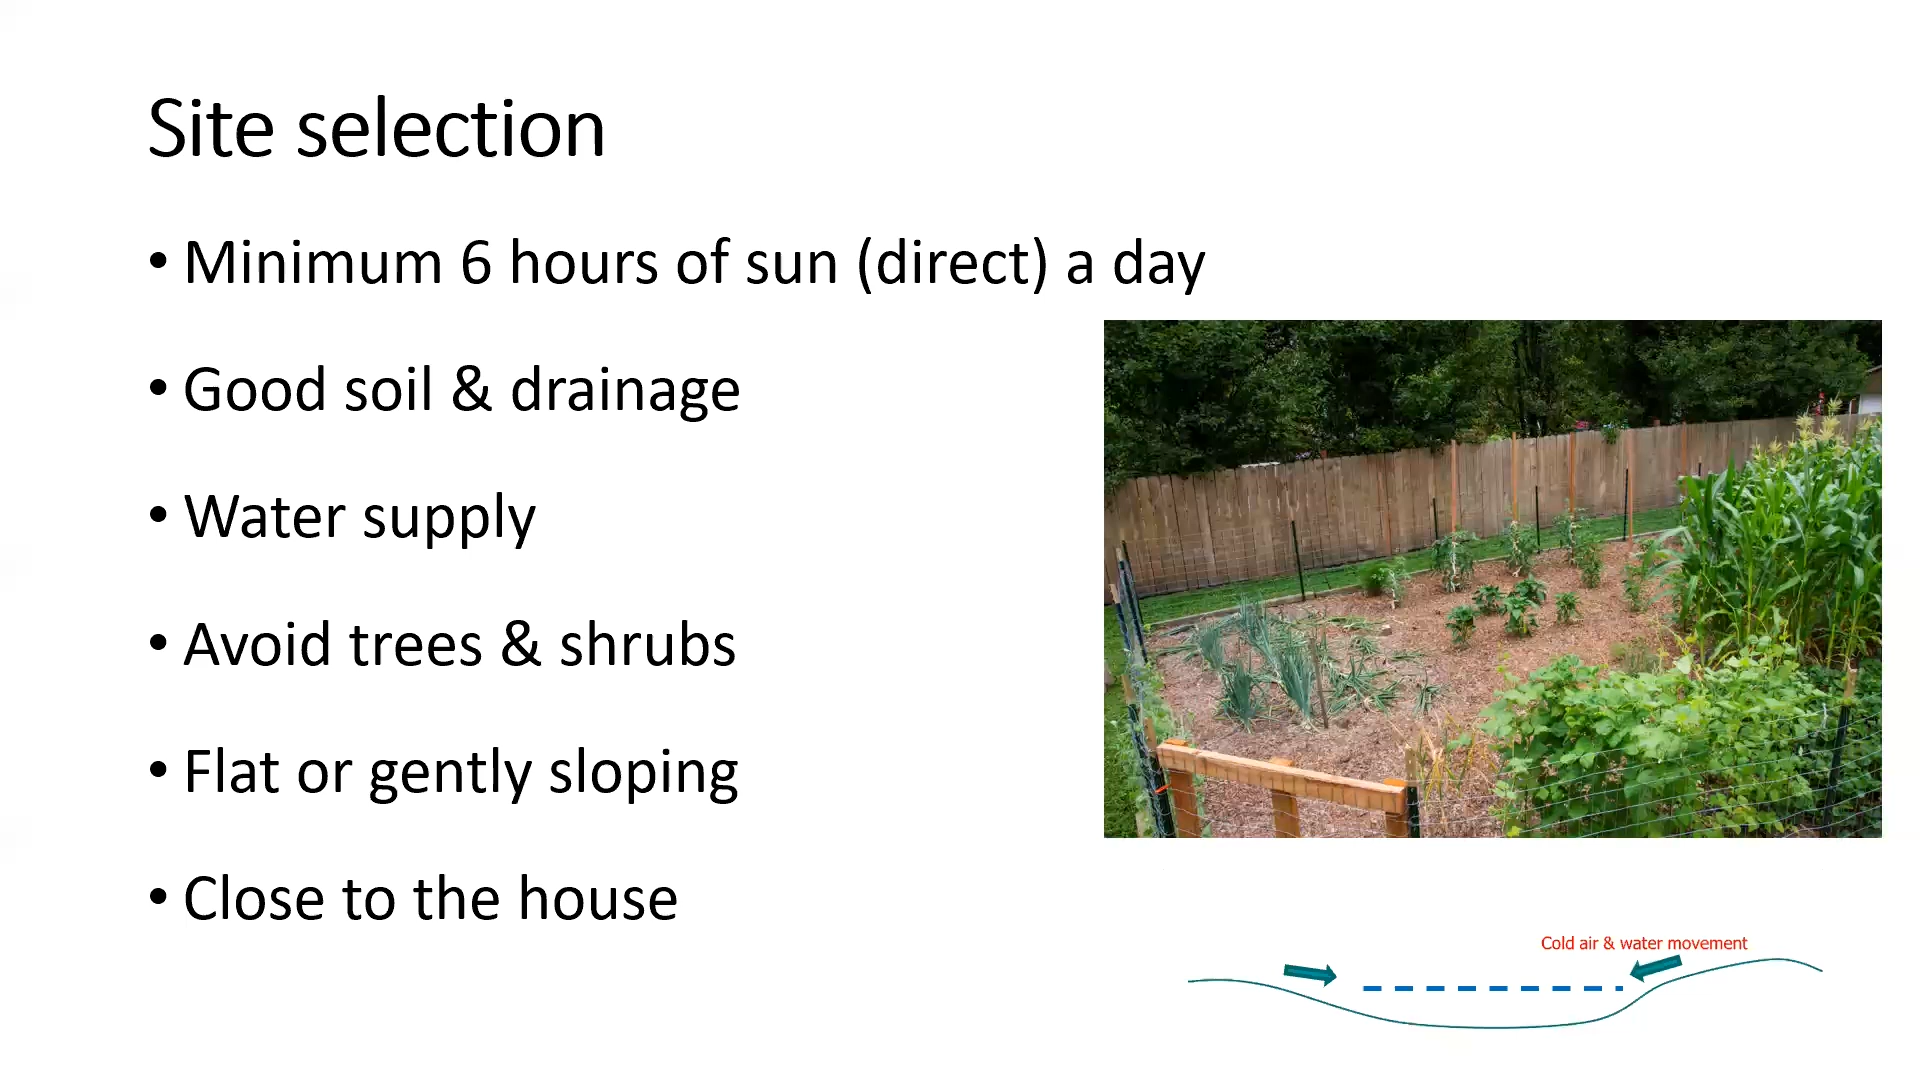 Site selection
• Minimum 6 hours of sun (direct) a day
• Good soil & drainage
• Water supply
• Avoid trees & shrubs
• Flat or gently sloping
• Close to the house
Cold air & water movement